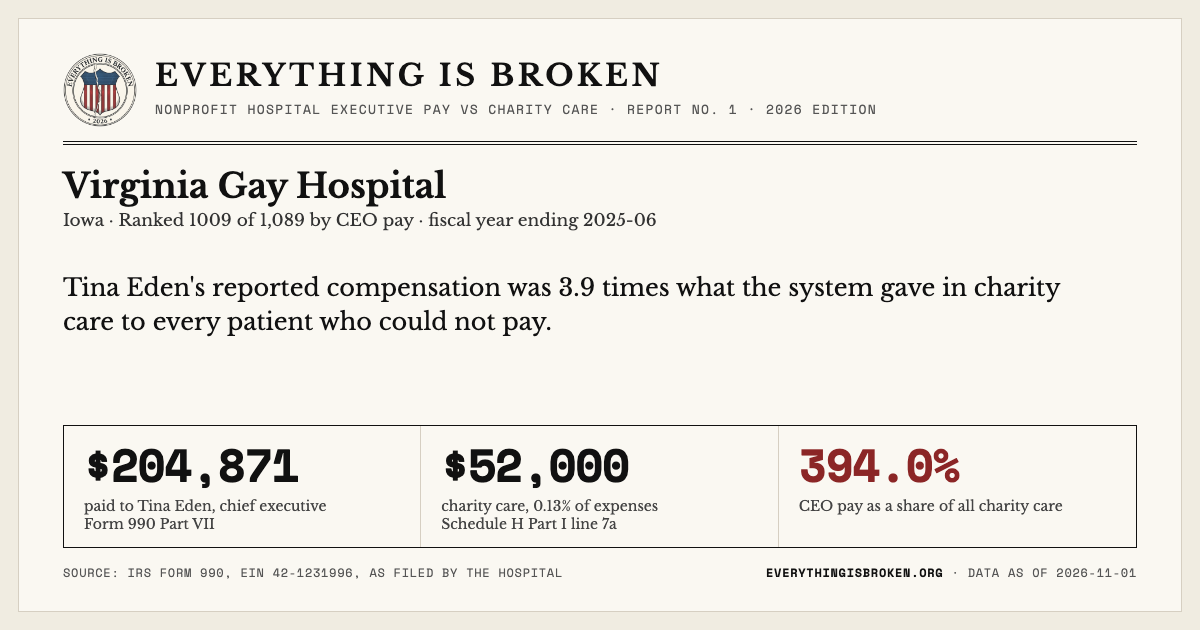 EVERYTHING IS BROKEN
· 2026 ·
EVERYTHING IS BROKEN
NONPROFIT HOSPITAL EXECUTIVE PAY VS CHARITY CARE · REPORT NO. 1 · 2026 EDITION
Virginia Gay Hospital
Iowa · Ranked 1009 of 1,089 by CEO pay · fiscal year ending 2025-06
Tina Eden's reported compensation was 3.9 times what the system gave in charity
care to every patient who could not pay.
$204,871
paid to Tina Eden, chief executive
Form 990 Part VII
$52,000
charity care, 0.13% of expenses
Schedule H Part I line 7a
394.0%
CEO pay as a share of all charity care
SOURCE: IRS FORM 990, EIN 42-1231996, AS FILED BY THE HOSPITAL
EVERYTHINGISBROKEN.ORG · DATA AS OF 2026-11-01